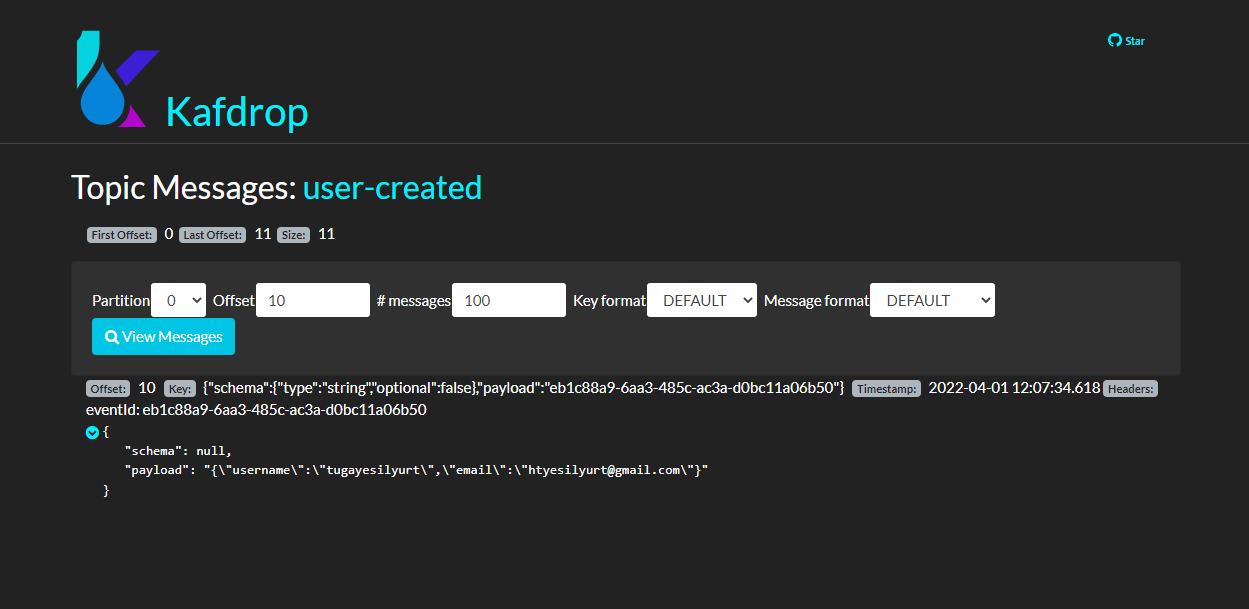 Star
Kafdrop
Topic Messages: user-created
First Offset: 0 Last Offset: 11 Size: 11
Partition 0 Offset 10 # messages 100 Key format DEFAULT Message format DEFAULT
View Messages
Offset: 10 Key: {"schema":{"type":"string","optional":false},"payload":"eb1c88a9-6aa3-485c-ac3a-d0bc11a06b50"} Timestamp: 2022-04-01 12:07:34.618 Headers:
eventId: eb1c88a9-6aa3-485c-ac3a-d0bc11a06b50
{
"schema": null,
"payload": "{\"username\":\"tugayesilyurt\",\"email\":\"htyesilyurt@gmail.com\"}"
}